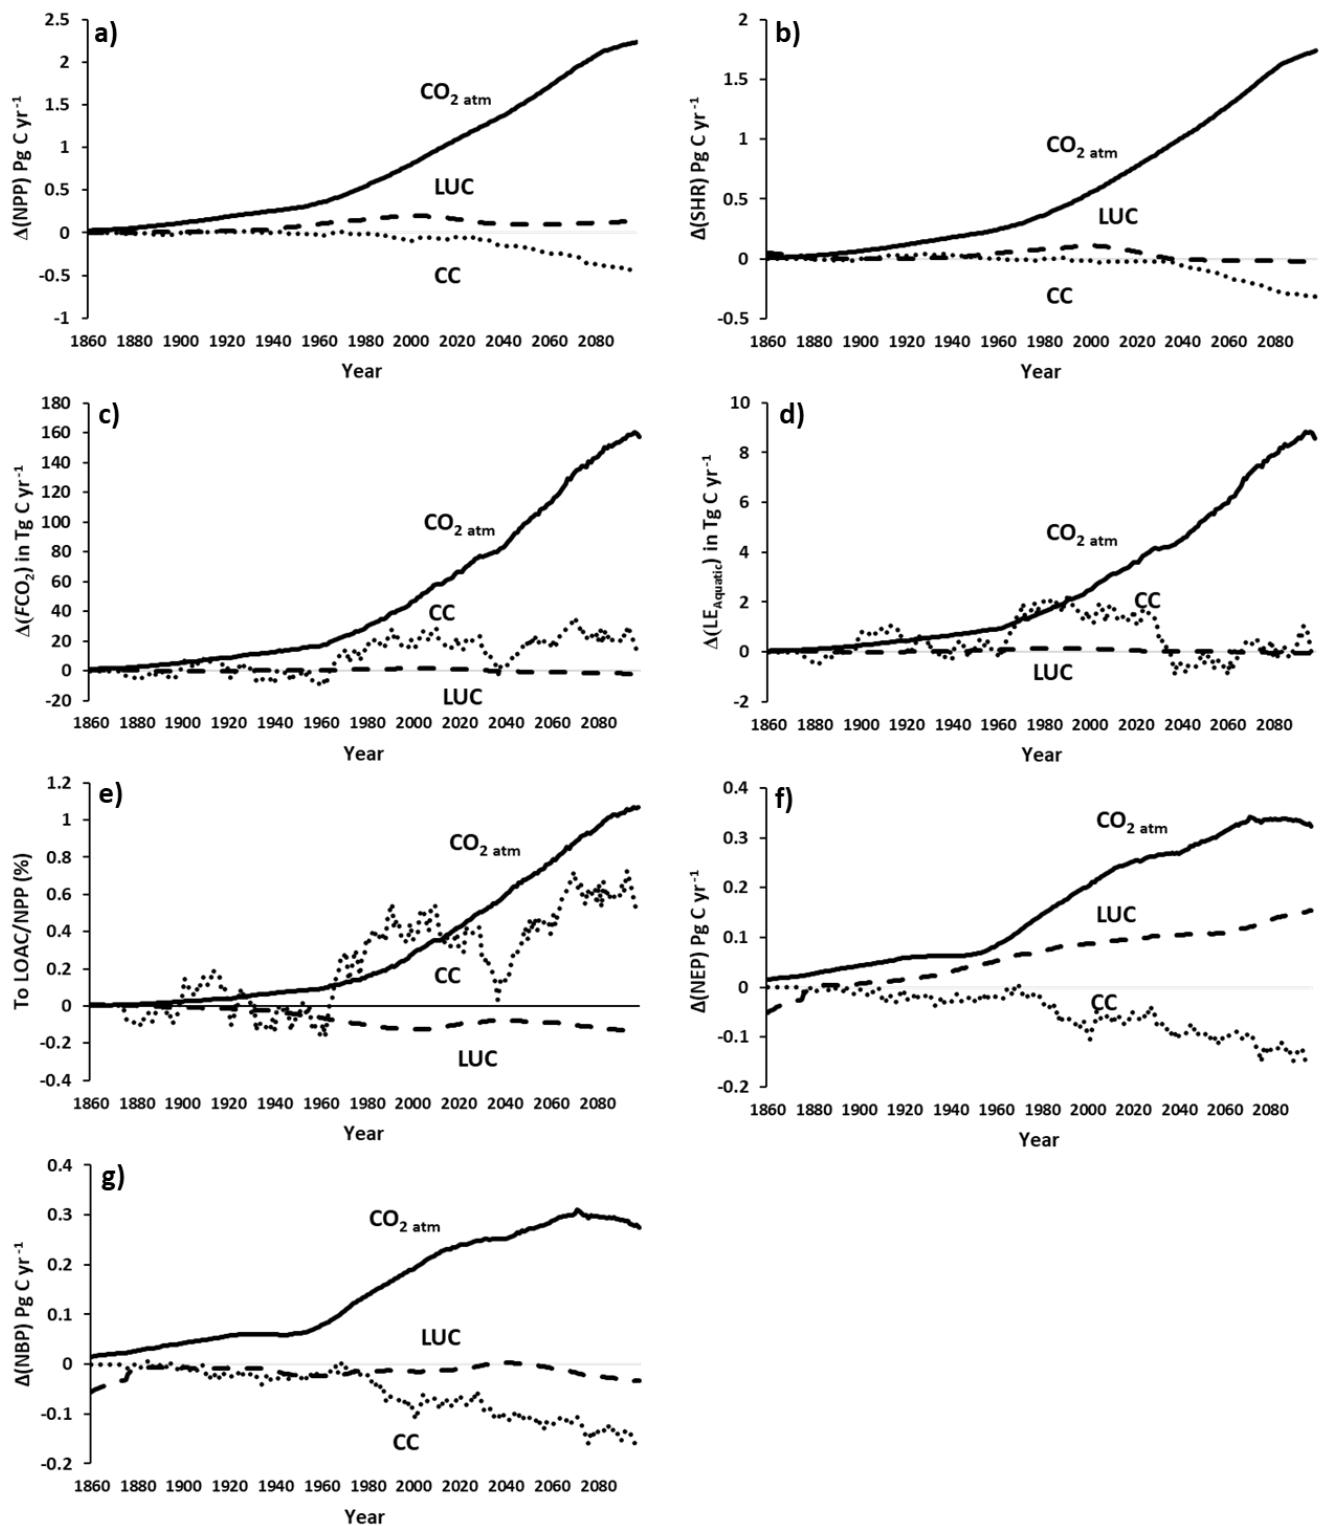 a)
Δ(NPP) Pg C yr⁻¹
2.5
2
1.5
1
0.5
0
-0.5
-1
CO₂ atm
LUC
CC
1860 1880 1900 1920 1940 1960 1980 2000 2020 2040 2060 2080
Year
b)
Δ(SHR) Pg C yr⁻¹
2
1.5
1
0.5
0
-0.5
CO₂ atm
LUC
CC
1860 1880 1900 1920 1940 1960 1980 2000 2020 2040 2060 2080
Year
c)
Δ(FCO₂) in Tg C yr⁻¹
180
160
140
120
100
80
60
40
20
0
-20
CO₂ atm
CC
LUC
1860 1880 1900 1920 1940 1960 1980 2000 2020 2040 2060 2080
Year
d)
Δ(LE Aquatic) in Tg C yr⁻¹
10
8
6
4
2
0
-2
CO₂ atm
CC
LUC
1860 1880 1900 1920 1940 1960 1980 2000 2020 2040 2060 2080
Year
e)
To LOAC/NPP (%)
1.2
1
0.8
0.6
0.4
0.2
0
-0.2
-0.4
CO₂ atm
CC
LUC
1860 1880 1900 1920 1940 1960 1980 2000 2020 2040 2060 2080
Year
f)
Δ(NEP) Pg C yr⁻¹
0.4
0.3
0.2
0.1
0
-0.1
-0.2
CO₂ atm
LUC
CC
1860 1880 1900 1920 1940 1960 1980 2000 2020 2040 2060 2080
Year
g)
Δ(NBP) Pg C yr⁻¹
0.4
0.3
0.2
0.1
0
-0.1
-0.2
CO₂ atm
LUC
CC
1860 1880 1900 1920 1940 1960 1980 2000 2020 2040 2060 2080
Year